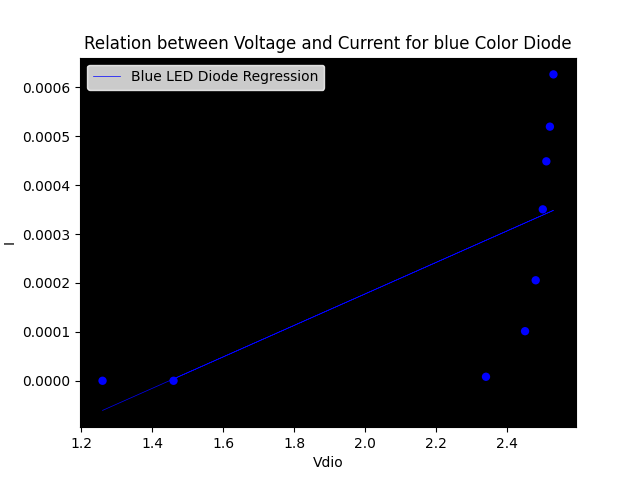 Relation between Voltage and Current for blue Color Diode
Blue LED Diode Regression
0.0006
0.0005
0.0004
0.0003
0.0002
0.0001
0.0000
I
1.2 1.4 1.6 1.8 2.0 2.2 2.4
Vdio